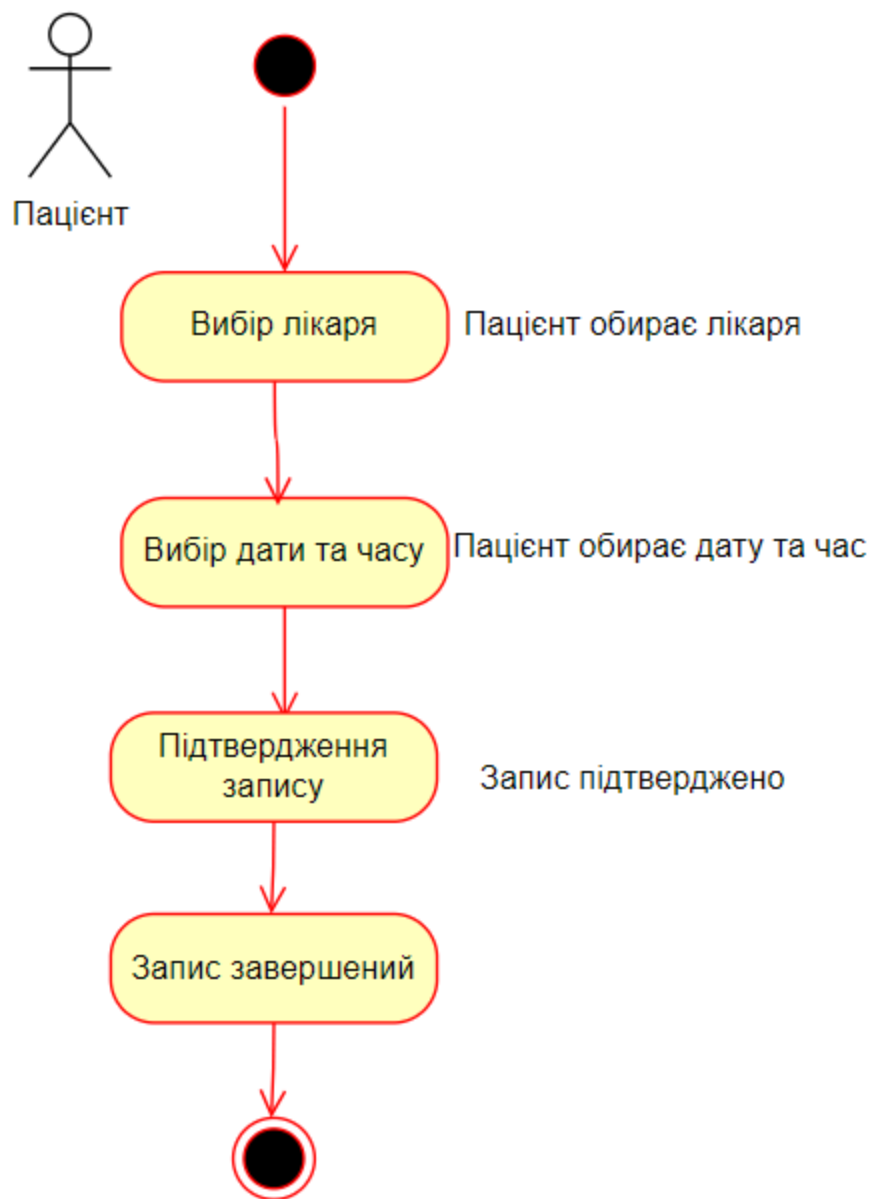 Пацієнт
Вибір лікаря
Пацієнт обирає лікаря
Вибір дати та часу
Пацієнт обирає дату та час
Підтвердження
запису
Запис підтверджено
Запис завершений